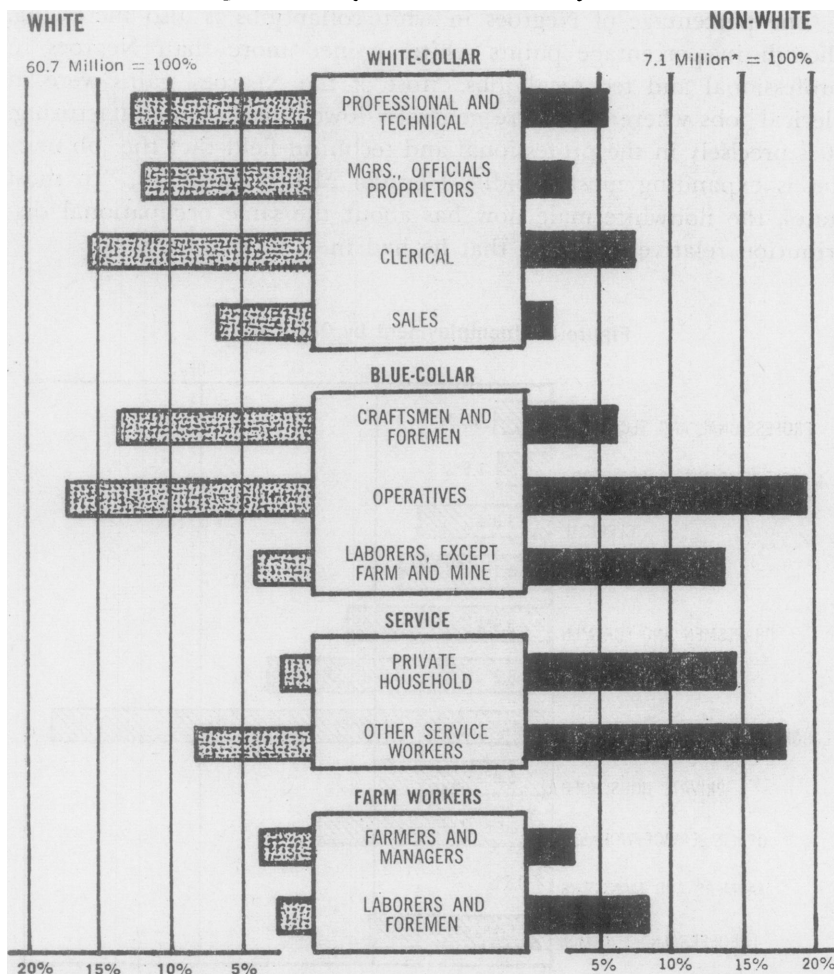 WHITE
NON-WHITE
60.7 Million = 100%
7.1 Million* = 100%
WHITE-COLLAR
PROFESSIONAL AND
TECHNICAL
MGRS., OFFICIALS
PROPRIETORS
CLERICAL
SALES
BLUE-COLLAR
CRAFTSMEN AND
FOREMEN
OPERATIVES
LABORERS, EXCEPT
FARM AND MINE
SERVICE
PRIVATE
HOUSEHOLD
OTHER SERVICE
WORKERS
FARM WORKERS
FARMERS AND
MANAGERS
LABORERS AND
FOREMEN
20% 15% 10% 5% 5% 10% 15% 20%